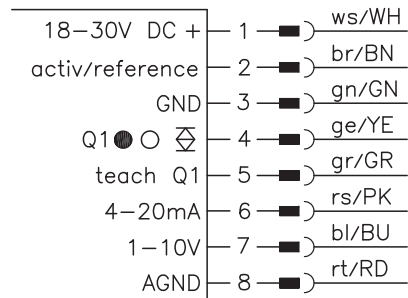 18-30V DC + 1 ws/WH
activ/reference 2 br/BN
GND 3 gn/GN
Q1 4 ge/YE
teach Q1 5 gr/GR
4-20mA 6 rs/PK
1-10V 7 bl/BU
AGND 8 rt/RD